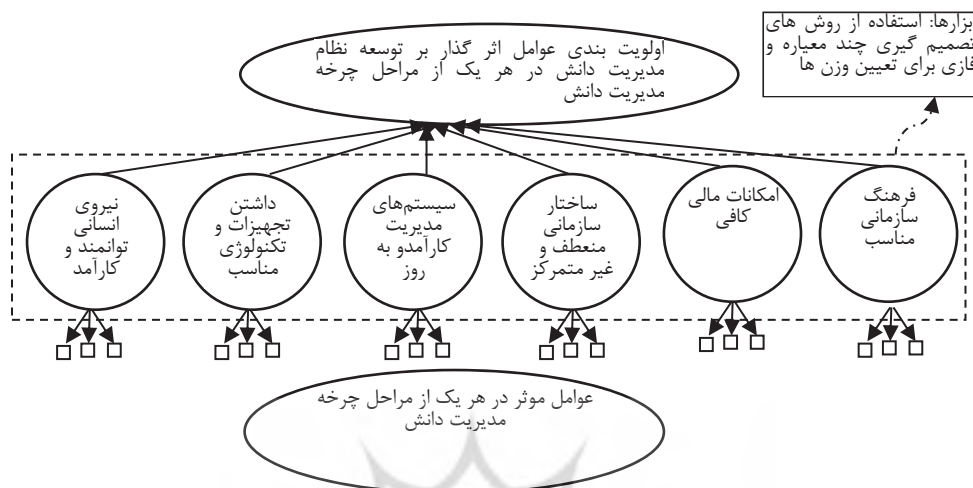 اولویت بندی عوامل اثر گذار بر توسعه نظام
مدیریت دانش در هر یک از مراحل چرخه
مدیریت دانش
بزارها: استفاده از روش های
تصمیم گیری چند معیاره و
فازی برای تعیین وزن ها
فرهنگ
سازمانی
مناسب
امکانات مالی
کافی
ساختار
سازمانی
منعطف و
غیر متمرکز
سیستم‌های
مدیریت
کارآمدو به
روز
داشتن
تجهیزات و
تکنولوژی
مناسب
نیروی
انسانی
توانمند و
کارآمد
عوامل موثر در هر یک از مراحل چرخه
مدیریت دانش